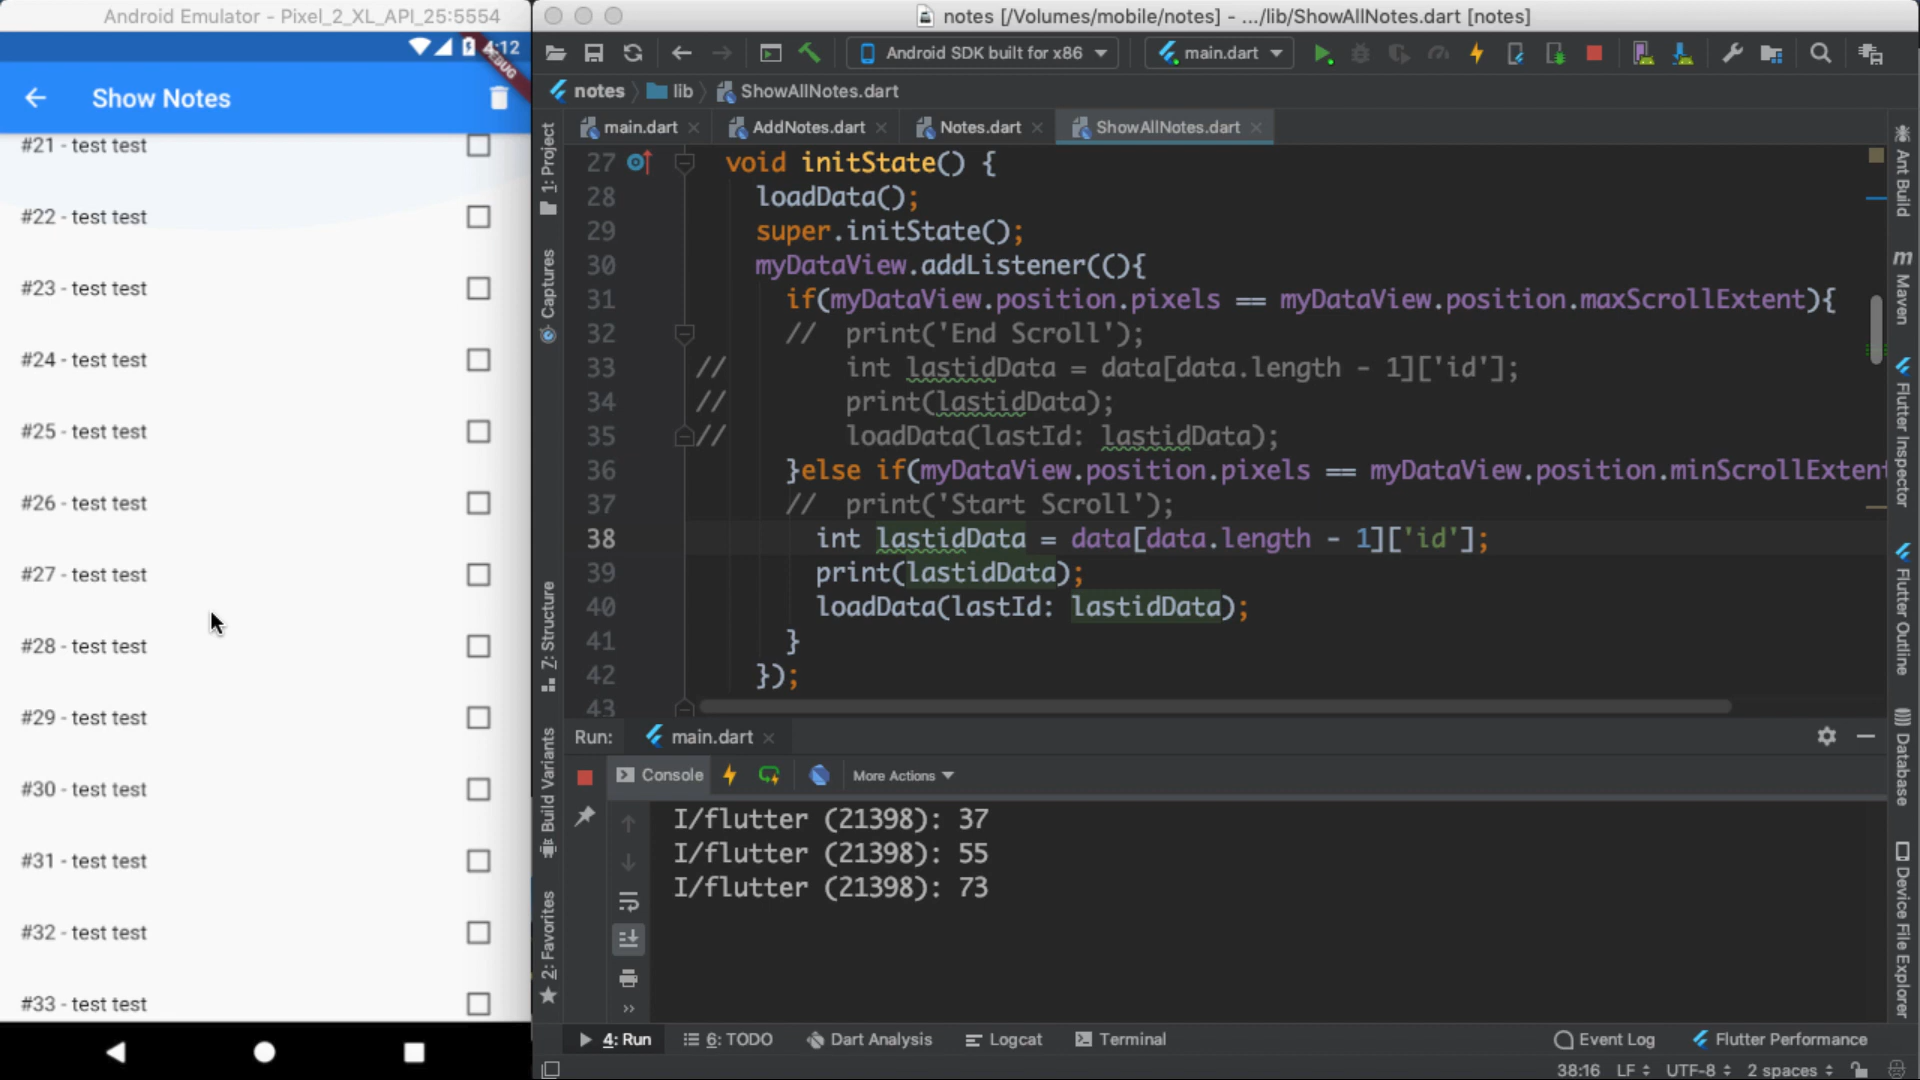 Android Emulator - Pixel_2_XL_API_25:5554
4:12
DEBUG
Show Notes
#21 - test test
#22 - test test
#23 - test test
#24 - test test
#25 - test test
#26 - test test
#27 - test test
#28 - test test
#29 - test test
#30 - test test
#31 - test test
#32 - test test
#33 - test test
notes [/Volumes/mobile/notes] - .../lib/ShowAllNotes.dart [notes]
Android SDK built for x86
main.dart
notes
lib
ShowAllNotes.dart
main.dart
AddNotes.dart
Notes.dart
ShowAllNotes.dart
1: Project
Captures
7: Structure
Build Variants
2: Favorites
27 void initState() {
28 loadData();
29 super.initState();
30 myDataView.addListener((){
31 if(myDataView.position.pixels == myDataView.position.maxScrollExtent){
32 // print('End Scroll');
33 // int lastidData = data[data.length - 1]['id'];
34 // print(lastidData);
35 // loadData(lastId: lastidData);
36 }else if(myDataView.position.pixels == myDataView.position.minScrollExtent
37 // print('Start Scroll');
38 int lastidData = data[data.length - 1]['id'];
39 print(lastidData);
40 loadData(lastId: lastidData);
41 }
42 });
43
Ant Build
m Maven
Flutter Inspector
Flutter Outline
Database
Device File Explorer
Run: main.dart
Console
More Actions
I/flutter (21398): 37
I/flutter (21398): 55
I/flutter (21398): 73
4: Run
6: TODO
Dart Analysis
Logcat
Terminal
Event Log
Flutter Performance
38:16 LF UTF-8 2 spaces